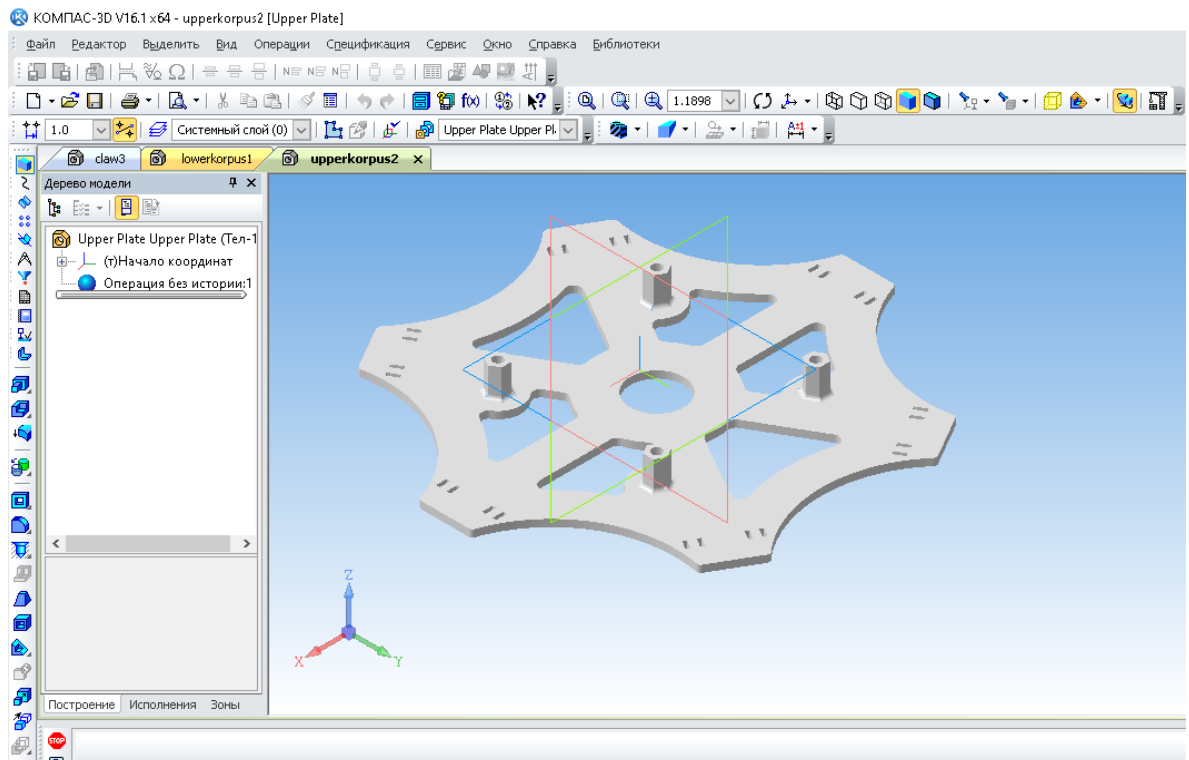 КОМПАС-3D V16.1 x64 - upperkorpus2 [Upper Plate]
Файл Редактор Выделить Вид Операции Спецификация Сервис Окно Справка Библиотеки
1.1898
1.0 Системный слой (0) Upper Plate Upper Pl
claw3 lowerkorpus1 upperkorpus2
Дерево модели
Upper Plate Upper Plate (Тел-1
(т)Начало координат
Операция без истории:1
Z
X Y
Построение Исполнения Зоны
STOP